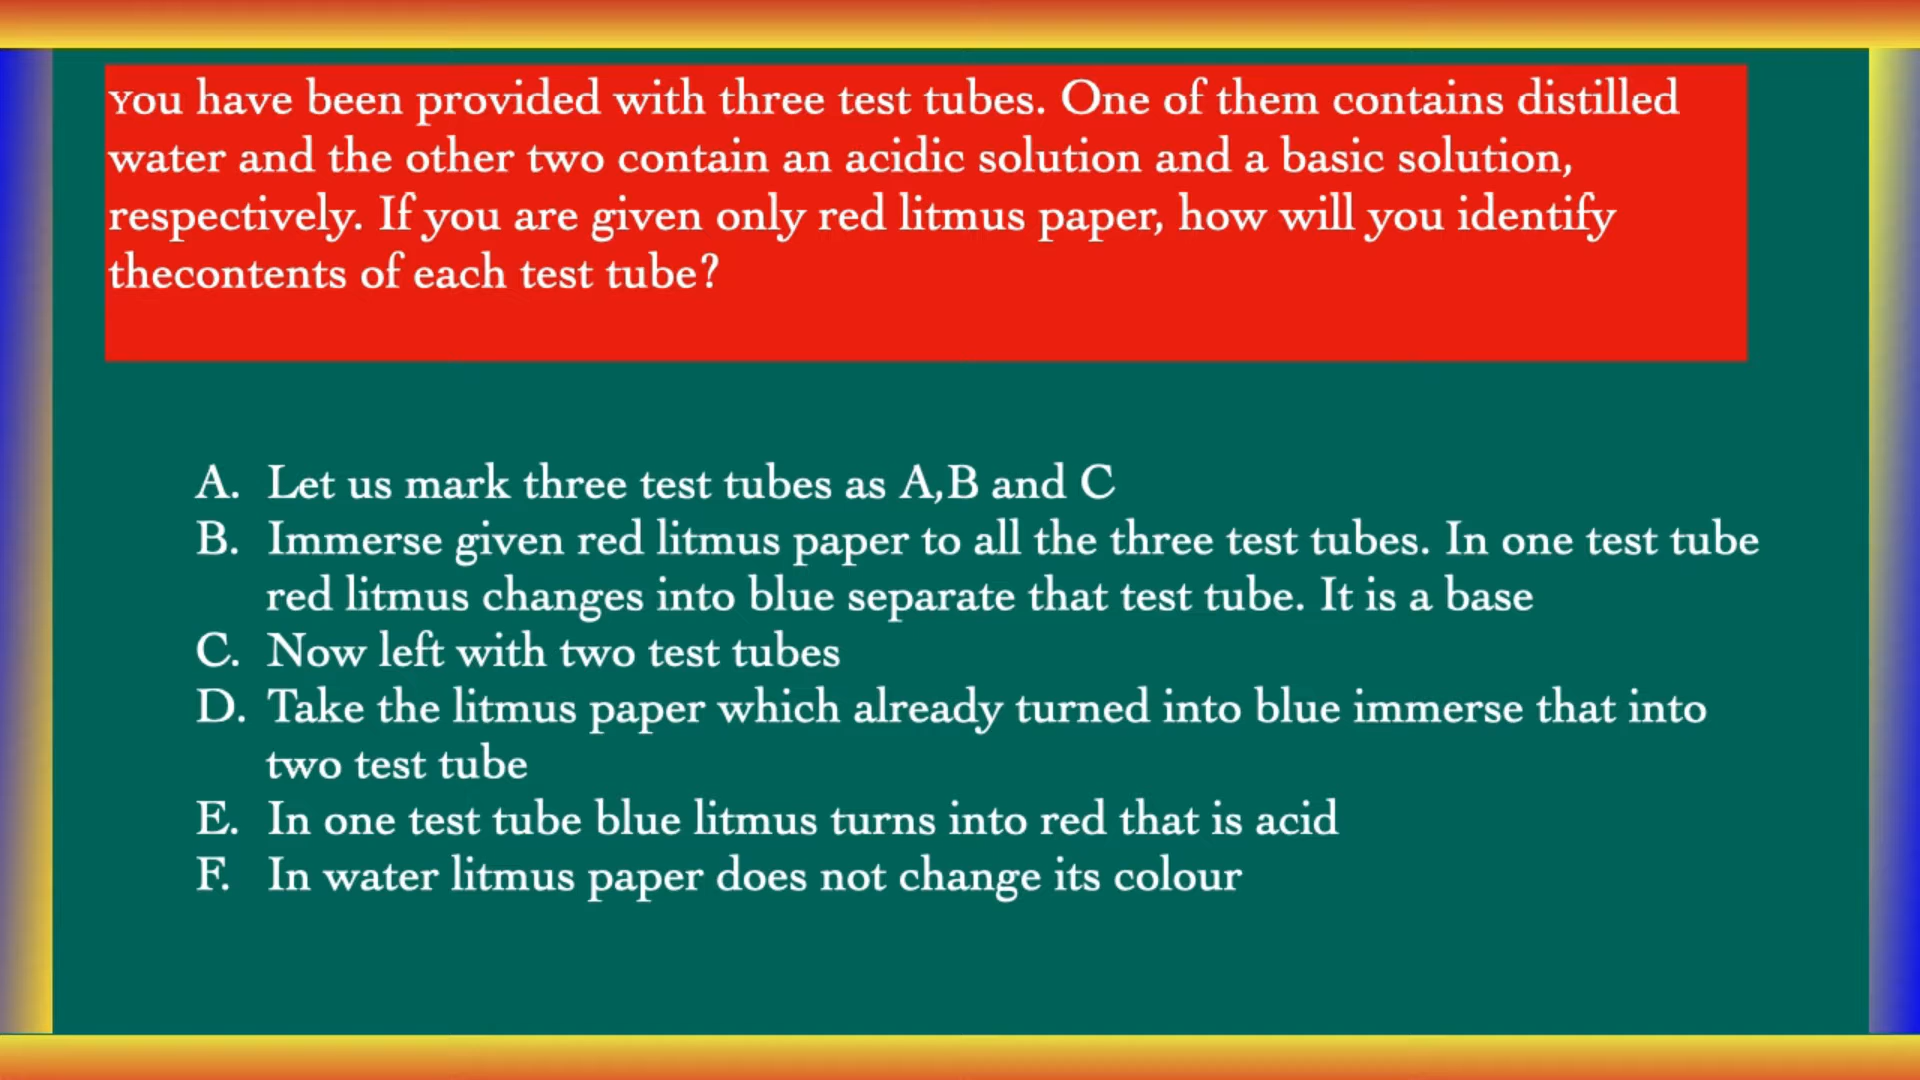 You have been provided with three test tubes. One of them contains distilled
water and the other two contain an acidic solution and a basic solution,
respectively. If you are given only red litmus paper, how will you identify
thecontents of each test tube?
A. Let us mark three test tubes as A,B and C
B. Immerse given red litmus paper to all the three test tubes. In one test tube
red litmus changes into blue separate that test tube. It is a base
C. Now left with two test tubes
D. Take the litmus paper which already turned into blue immerse that into
two test tube
E. In one test tube blue litmus turns into red that is acid
F. In water litmus paper does not change its colour